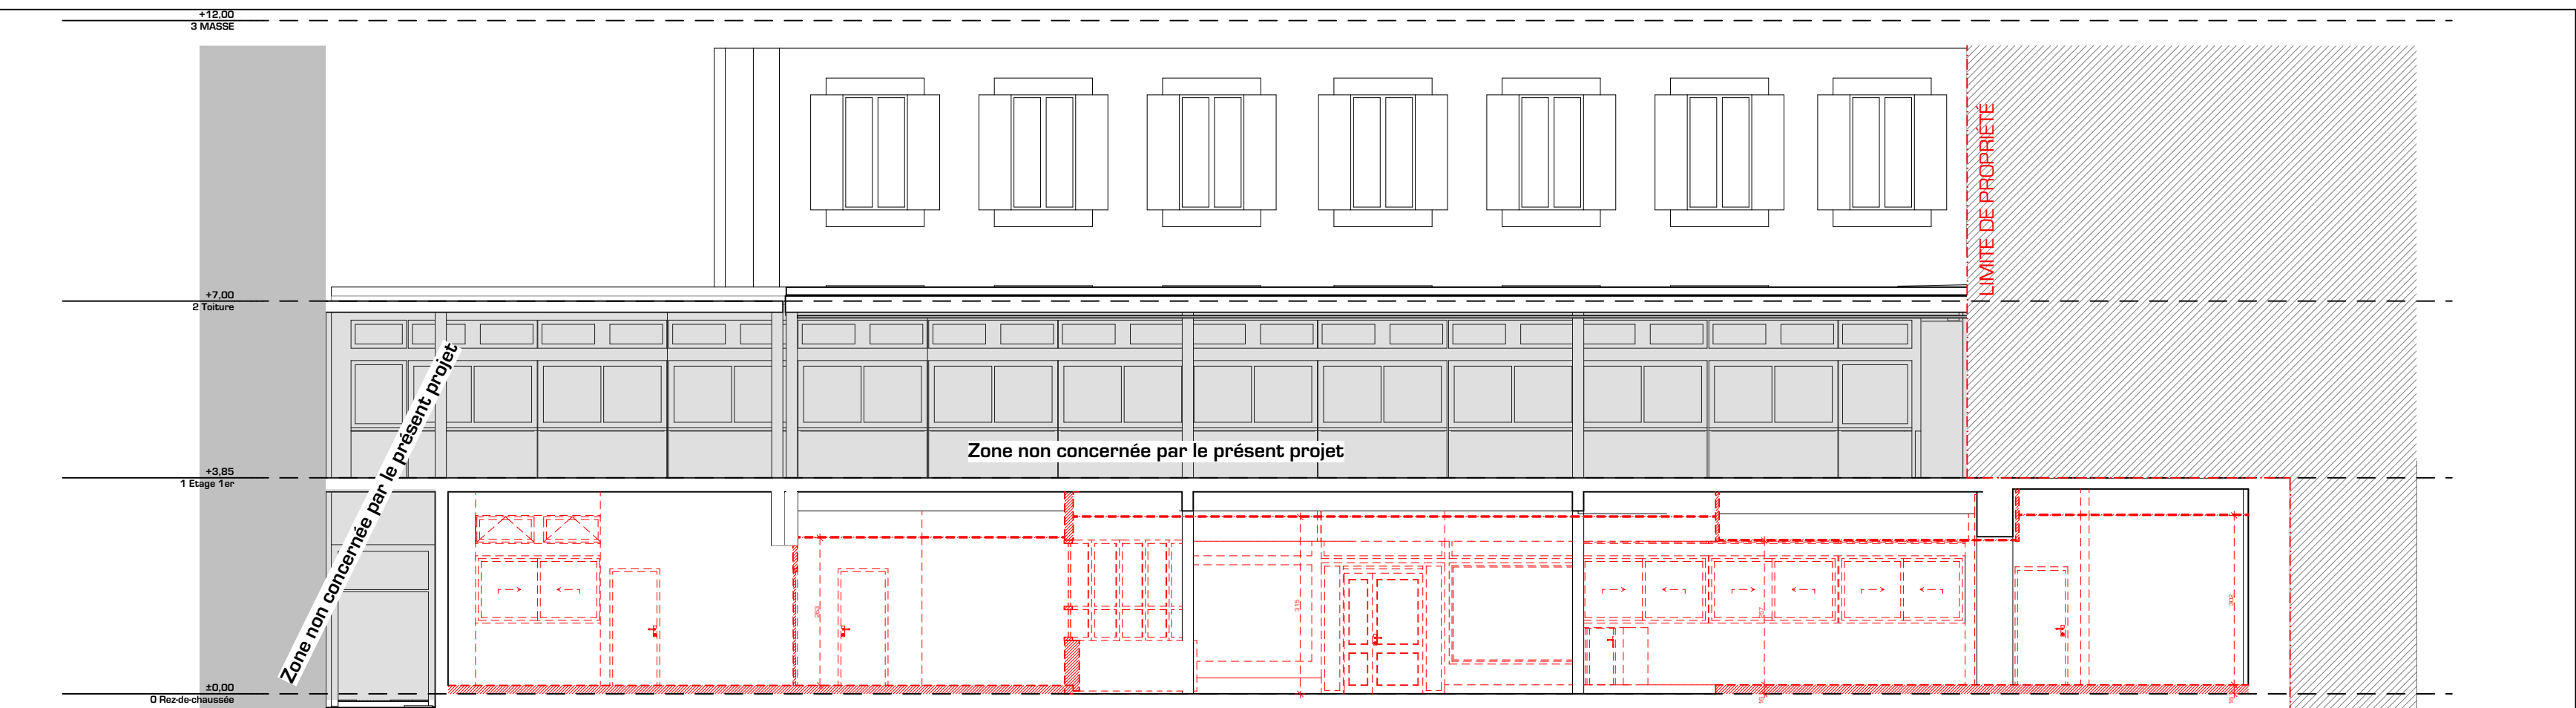 +12,00
3 MASSE
LIMITE DE PROPRIÉTÉ
+7,00
2 Toiture
Zone non concernée par le présent projet
Zone non concernée par le présent projet
+3,85
1 Etage 1er
±0,00
0 Rez-de-chaussée